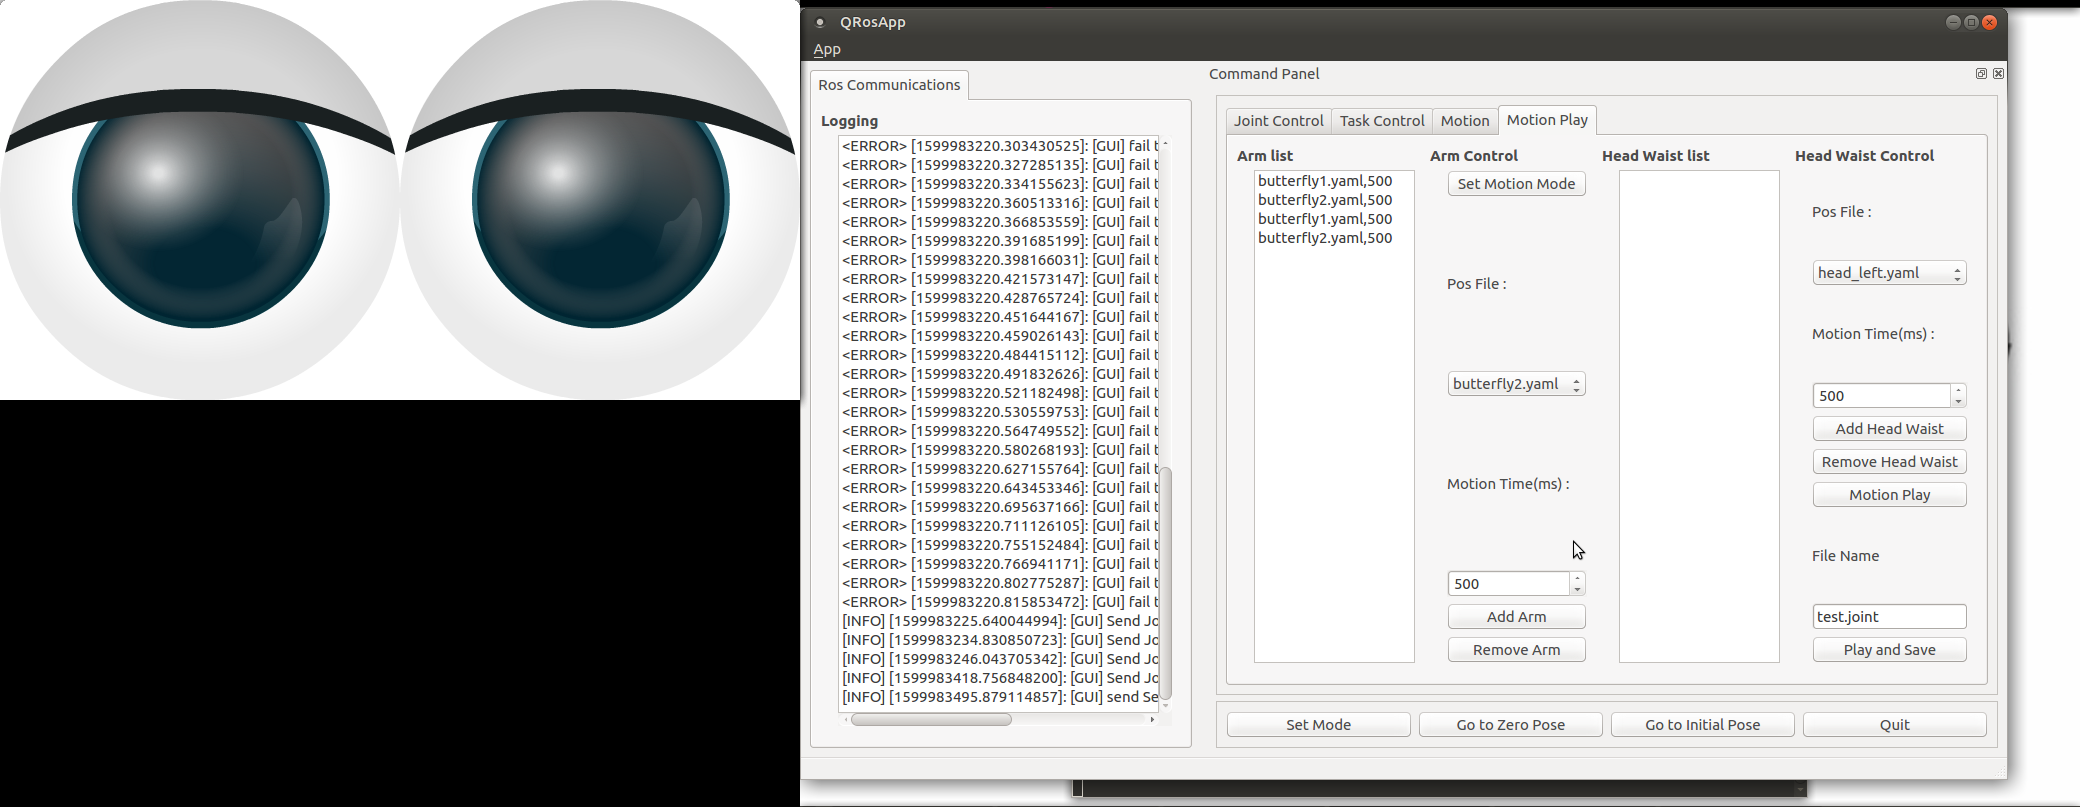 QRosApp
App
Ros Communications
Logging
<ERROR> [1599983220.303430525]: [GUI] fail t
<ERROR> [1599983220.327285135]: [GUI] fail t
<ERROR> [1599983220.334155623]: [GUI] fail t
<ERROR> [1599983220.360513316]: [GUI] fail t
<ERROR> [1599983220.366853559]: [GUI] fail t
<ERROR> [1599983220.391685199]: [GUI] fail t
<ERROR> [1599983220.398166031]: [GUI] fail t
<ERROR> [1599983220.421573147]: [GUI] fail t
<ERROR> [1599983220.428765724]: [GUI] fail t
<ERROR> [1599983220.451644167]: [GUI] fail t
<ERROR> [1599983220.459026143]: [GUI] fail t
<ERROR> [1599983220.484415112]: [GUI] fail t
<ERROR> [1599983220.491832626]: [GUI] fail t
<ERROR> [1599983220.521182498]: [GUI] fail t
<ERROR> [1599983220.530559753]: [GUI] fail t
<ERROR> [1599983220.564749552]: [GUI] fail t
<ERROR> [1599983220.580268193]: [GUI] fail t
<ERROR> [1599983220.627155764]: [GUI] fail t
<ERROR> [1599983220.643453346]: [GUI] fail t
<ERROR> [1599983220.695637166]: [GUI] fail t
<ERROR> [1599983220.711126105]: [GUI] fail t
<ERROR> [1599983220.755152484]: [GUI] fail t
<ERROR> [1599983220.766941171]: [GUI] fail t
<ERROR> [1599983220.802775287]: [GUI] fail t
<ERROR> [1599983220.815853472]: [GUI] fail t
[INFO] [1599983225.640044994]: [GUI] Send Jo
[INFO] [1599983234.830850723]: [GUI] Send Jo
[INFO] [1599983246.043705342]: [GUI] Send Jo
[INFO] [1599983418.756848200]: [GUI] Send Jo
[INFO] [1599983495.879114857]: [GUI] send Se
Command Panel
Joint Control Task Control Motion Motion Play
Arm list
butterfly1.yaml,500
butterfly2.yaml,500
butterfly1.yaml,500
butterfly2.yaml,500
Arm Control
Set Motion Mode
Pos File :
butterfly2.yaml
Motion Time(ms) :
500
Add Arm
Remove Arm
Head Waist list
Head Waist Control
Pos File :
head_left.yaml
Motion Time(ms) :
500
Add Head Waist
Remove Head Waist
Motion Play
File Name
test.joint
Play and Save
Set Mode Go to Zero Pose Go to Initial Pose Quit